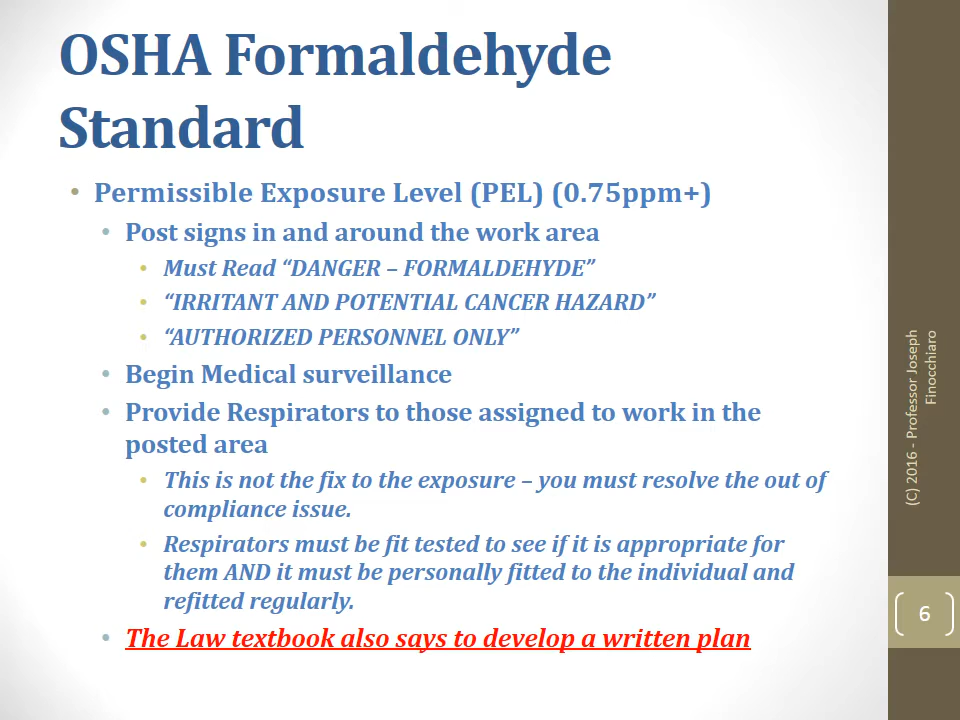 OSHA Formaldehyde
Standard
• Permissible Exposure Level (PEL) (0.75ppm+)
• Post signs in and around the work area
• Must Read “DANGER – FORMALDEHYDE”
• “IRRITANT AND POTENTIAL CANCER HAZARD”
• “AUTHORIZED PERSONNEL ONLY”
• Begin Medical surveillance
• Provide Respirators to those assigned to work in the
posted area
• This is not the fix to the exposure – you must resolve the out of
compliance issue.
• Respirators must be fit tested to see if it is appropriate for
them AND it must be personally fitted to the individual and
refitted regularly.
• The Law textbook also says to develop a written plan
(C) 2016 - Professor Joseph
Finocchiaro
6